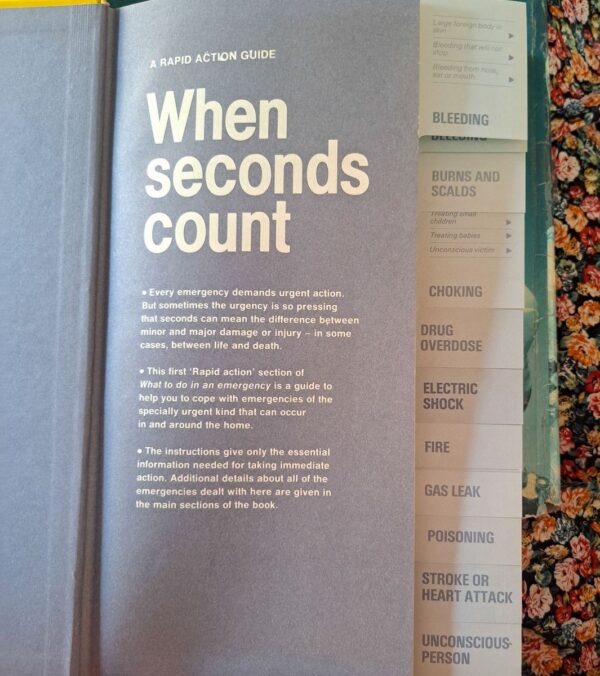 A RAPID ACTION GUIDE
When
seconds
count
• Every emergency demands urgent action.
But sometimes the urgency is so pressing
that seconds can mean the difference between
minor and major damage or injury – in some
cases, between life and death.
• This first ‘Rapid action’ section of
What to do in an emergency is a guide to
help you to cope with emergencies of the
specially urgent kind that can occur
in and around the home.
• The instructions give only the essential
information needed for taking immediate
action. Additional details about all of the
emergencies dealt with here are given in
the main sections of the book.
Large foreign body in
skin
Bleeding that will not
stop
Bleeding from nose,
ear or mouth
BLEEDING
BLEEDING
BURNS AND
SCALDS
Treating small
children
Treating babies
Unconscious victim
CHOKING
DRUG
OVERDOSE
ELECTRIC
SHOCK
FIRE
GAS LEAK
POISONING
STROKE OR
HEART ATTACK
UNCONSCIOUS
PERSON